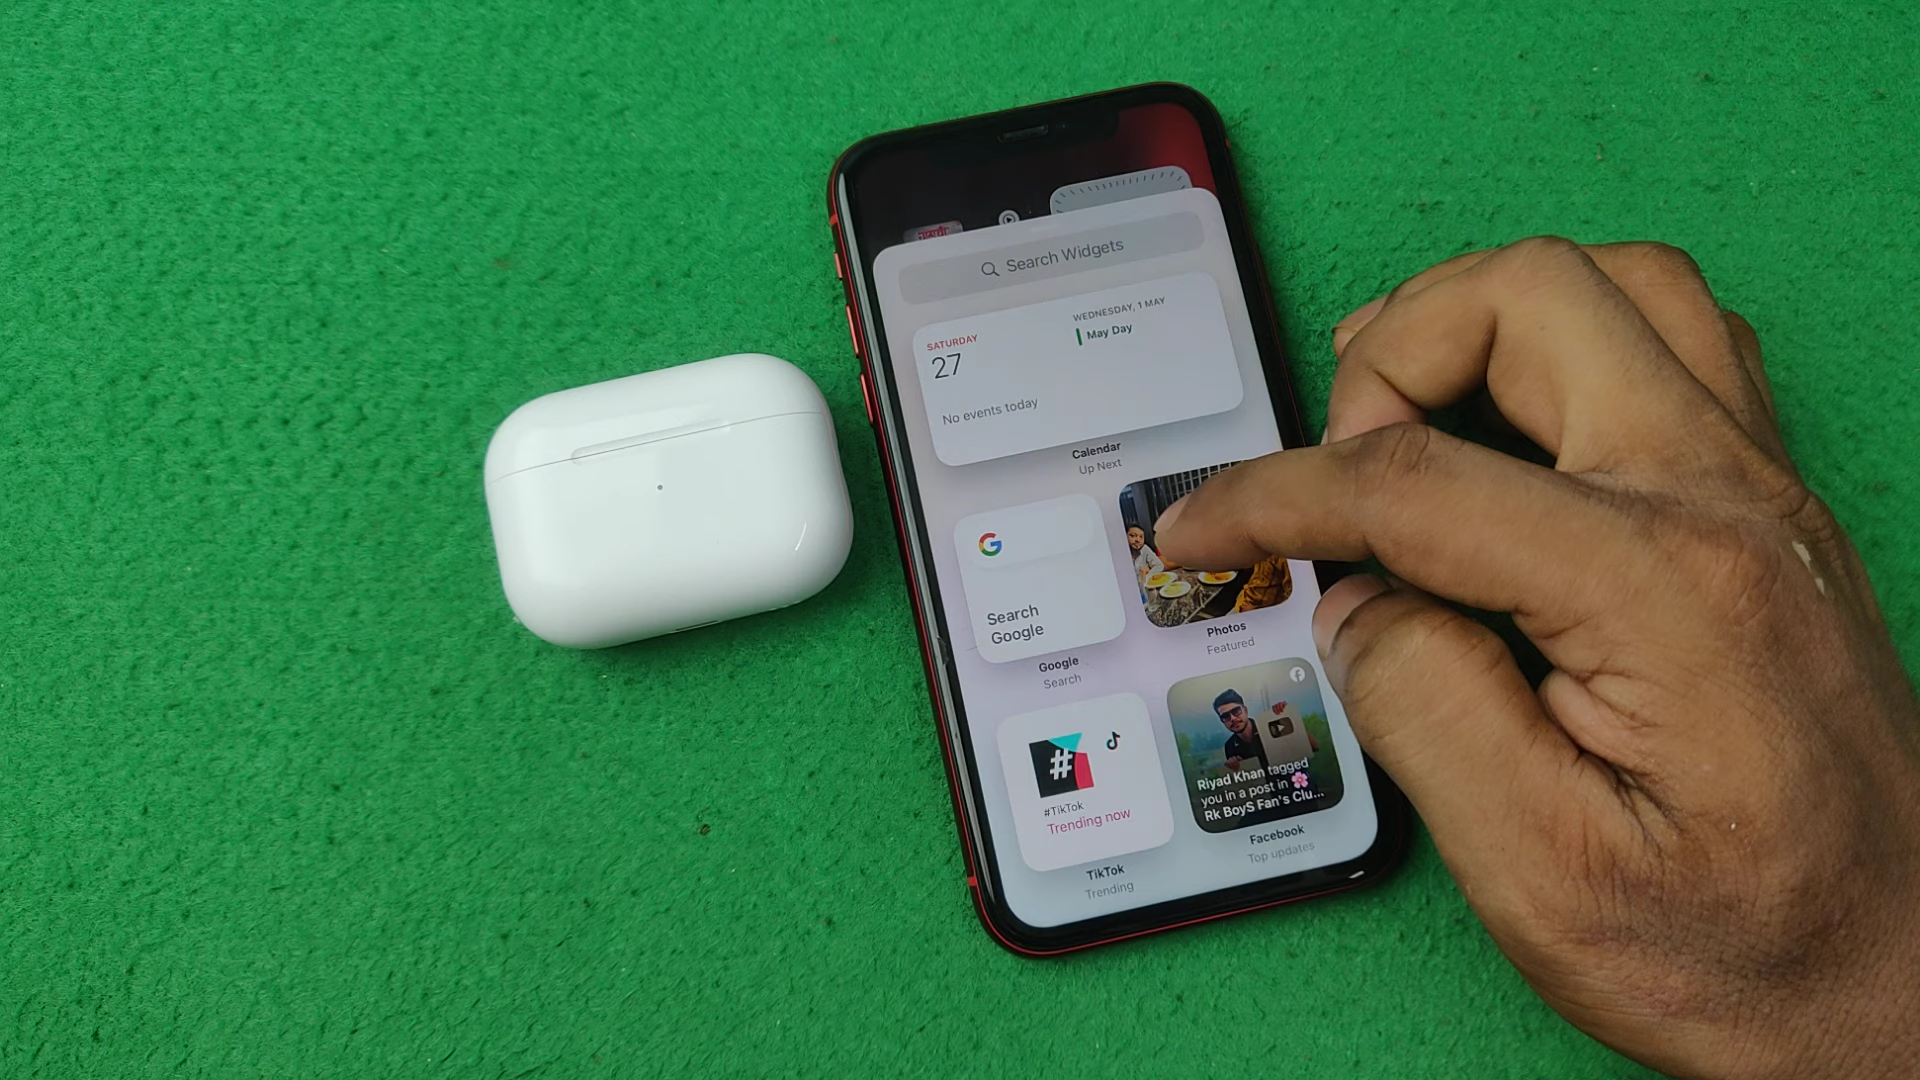 Search Widgets
SATURDAY
27
No events today
WEDNESDAY, 1 MAY
May Day
Calendar
Up Next
Search
Google
Google
Search
Photos
Featured
#
#TikTok
Trending now
TikTok
Trending
Riyad Khan tagged
you in a post in 🌸
Rk BoyS Fan's Clu...
Facebook
Top updates